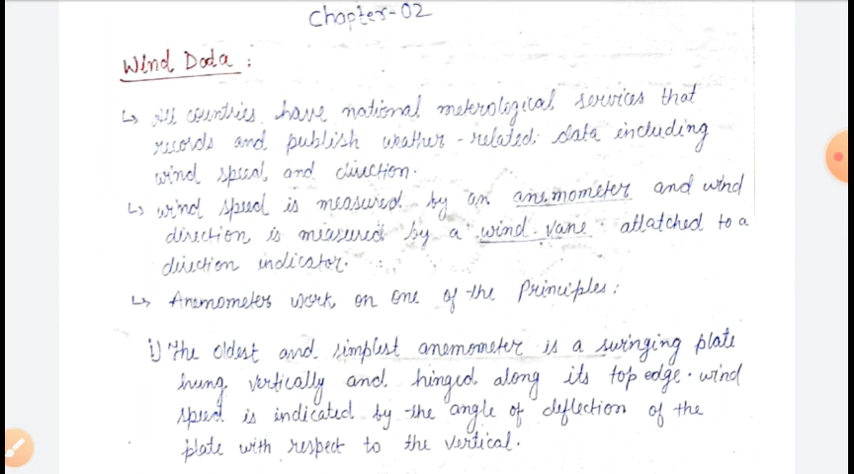 Chapter-02
Wind Data :
↳ All countries have national meterological services that
records and publish weather-related data including
wind speed and direction.
↳ wind speed is measured by an anemometer and wind
direction is measured by a wind vane attatched to a
direction indicator.
↳ Anemometers work on one of the Principles:
i) The oldest and simplest anemometer is a swinging plate
hung vertically and hinged along its top edge. wind
speed is indicated by the angle of deflection of the
plate with respect to the vertical.